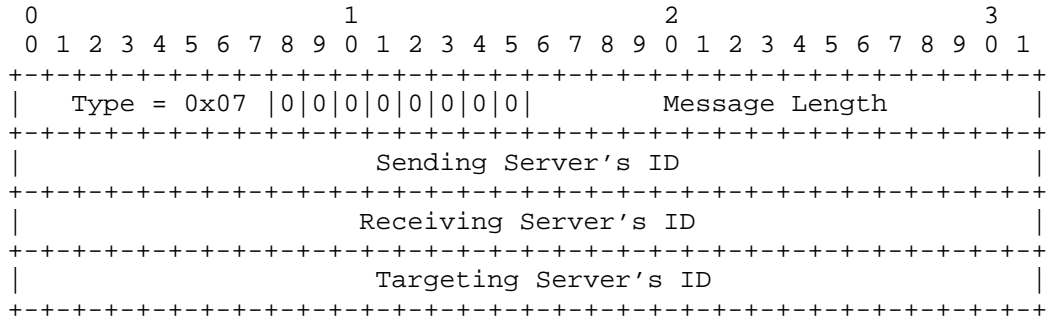 0                   1                   2                   3
 0 1 2 3 4 5 6 7 8 9 0 1 2 3 4 5 6 7 8 9 0 1 2 3 4 5 6 7 8 9 0 1
+-+-+-+-+-+-+-+-+-+-+-+-+-+-+-+-+-+-+-+-+-+-+-+-+-+-+-+-+-+-+-+-+
|   Type = 0x07 |0|0|0|0|0|0|0|0|        Message Length         |
+-+-+-+-+-+-+-+-+-+-+-+-+-+-+-+-+-+-+-+-+-+-+-+-+-+-+-+-+-+-+-+-+
|                      Sending Server's ID                      |
+-+-+-+-+-+-+-+-+-+-+-+-+-+-+-+-+-+-+-+-+-+-+-+-+-+-+-+-+-+-+-+-+
|                     Receiving Server's ID                     |
+-+-+-+-+-+-+-+-+-+-+-+-+-+-+-+-+-+-+-+-+-+-+-+-+-+-+-+-+-+-+-+-+
|                      Targeting Server's ID                    |
+-+-+-+-+-+-+-+-+-+-+-+-+-+-+-+-+-+-+-+-+-+-+-+-+-+-+-+-+-+-+-+-+